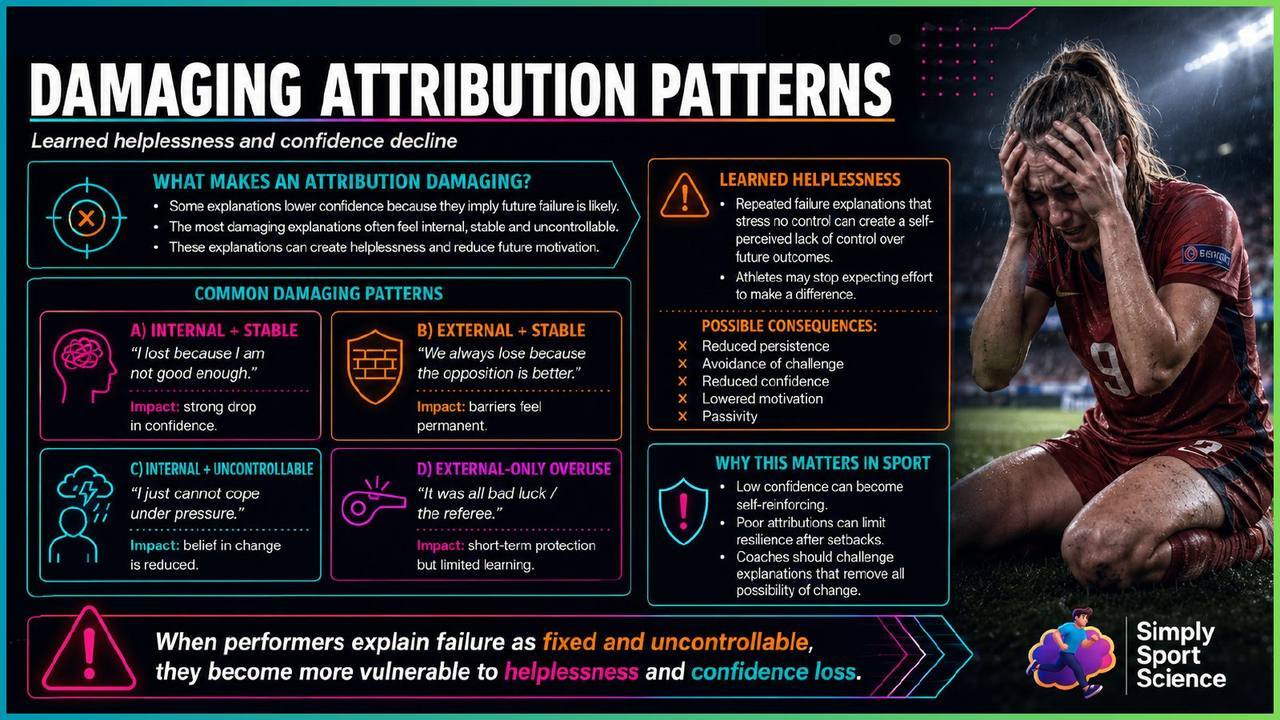 DAMAGING ATTRIBUTION PATTERNS
Learned helplessness and confidence decline
WHAT MAKES AN ATTRIBUTION DAMAGING?
• Some explanations lower confidence because they imply future failure is likely.
• The most damaging explanations often feel internal, stable and uncontrollable.
• These explanations can create helplessness and reduce future motivation.
COMMON DAMAGING PATTERNS
A) INTERNAL + STABLE
“I lost because I am
not good enough.”
Impact: strong drop
in confidence.
B) EXTERNAL + STABLE
“We always lose because
the opposition is better.”
Impact: barriers feel
permanent.
C) INTERNAL + UNCONTROLLABLE
“I just cannot cope
under pressure.”
Impact: belief in change
is reduced.
D) EXTERNAL-ONLY OVERUSE
“It was all bad luck /
the referee.”
Impact: short-term protection
but limited learning.
LEARNED HELPLESSNESS
• Repeated failure explanations that
stress no control can create a self-
perceived lack of control over
future outcomes.
• Athletes may stop expecting effort
to make a difference.
POSSIBLE CONSEQUENCES:
X Reduced persistence
X Avoidance of challenge
X Reduced confidence
X Lowered motivation
X Passivity
WHY THIS MATTERS IN SPORT
• Low confidence can become
self-reinforcing.
• Poor attributions can limit
resilience after setbacks.
• Coaches should challenge
explanations that remove all
possibility of change.
When performers explain failure as fixed and uncontrollable,
they become more vulnerable to helplessness and confidence loss.
9
Simply
Sport
Science